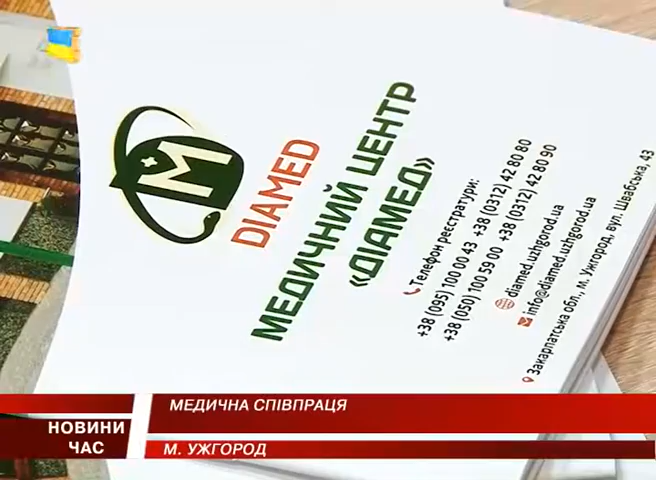 M
DIAMED
МЕДИЧНИЙ ЦЕНТР
«ДІАМЕД»
Телефон реєстратури:
+38 (095) 100 00 43 +38 (0312) 42 80 80
+38 (050) 100 59 00 +38 (0312) 42 80 90
diamed.uzhgorod.ua
info@diamed.uzhgorod.ua
Закарпатська обл., м. Ужгород, вул. Швабська, 43
МЕДИЧНА СПІВПРАЦЯ
НОВИНИ
ЧАС
М. УЖГОРОД